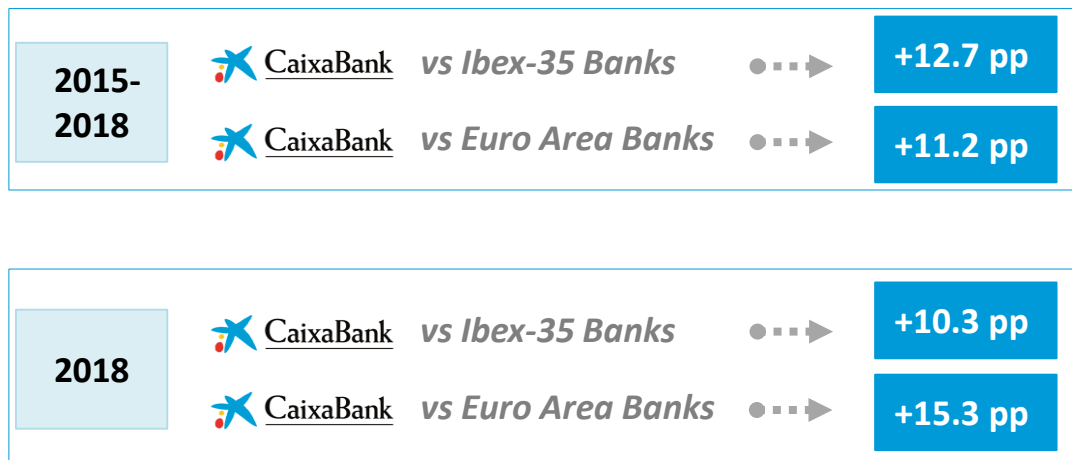 2015-
2018
CaixaBank vs Ibex-35 Banks +12.7 pp
CaixaBank vs Euro Area Banks +11.2 pp
2018
CaixaBank vs Ibex-35 Banks +10.3 pp
CaixaBank vs Euro Area Banks +15.3 pp